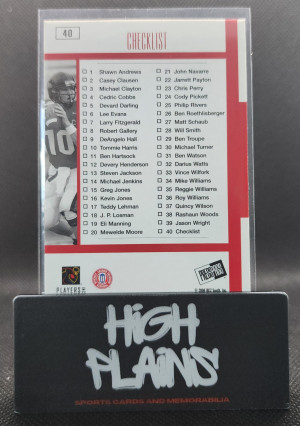 40
CHECKLIST
1 Shawn Andrews
2 Casey Clausen
3 Michael Clayton
4 Cedric Cobbs
5 Devard Darling
6 Lee Evans
7 Larry Fitzgerald
8 Robert Gallery
9 DeAngelo Hall
10 Tommie Harris
11 Ben Hartsock
12 Devery Henderson
13 Steven Jackson
14 Michael Jenkins
15 Greg Jones
16 Kevin Jones
17 Teddy Lehman
18 J. P. Losman
19 Eli Manning
20 Mewelde Moore
21 John Navarre
22 Jarrett Payton
23 Chris Perry
24 Cody Pickett
25 Philip Rivers
26 Ben Roethlisberger
27 Matt Schaub
28 Will Smith
29 Ben Troupe
30 Michael Turner
31 Ben Watson
32 Darius Watts
33 Vince Wilfork
34 Mike Williams
35 Reggie Williams
36 Roy Williams
37 Quincy Wilson
38 Rashaun Woods
39 Jason Wright
40 Checklist
10
PLAYERS
HIGH
PLAINS
SPORTS CARDS AND MEMORABILIA